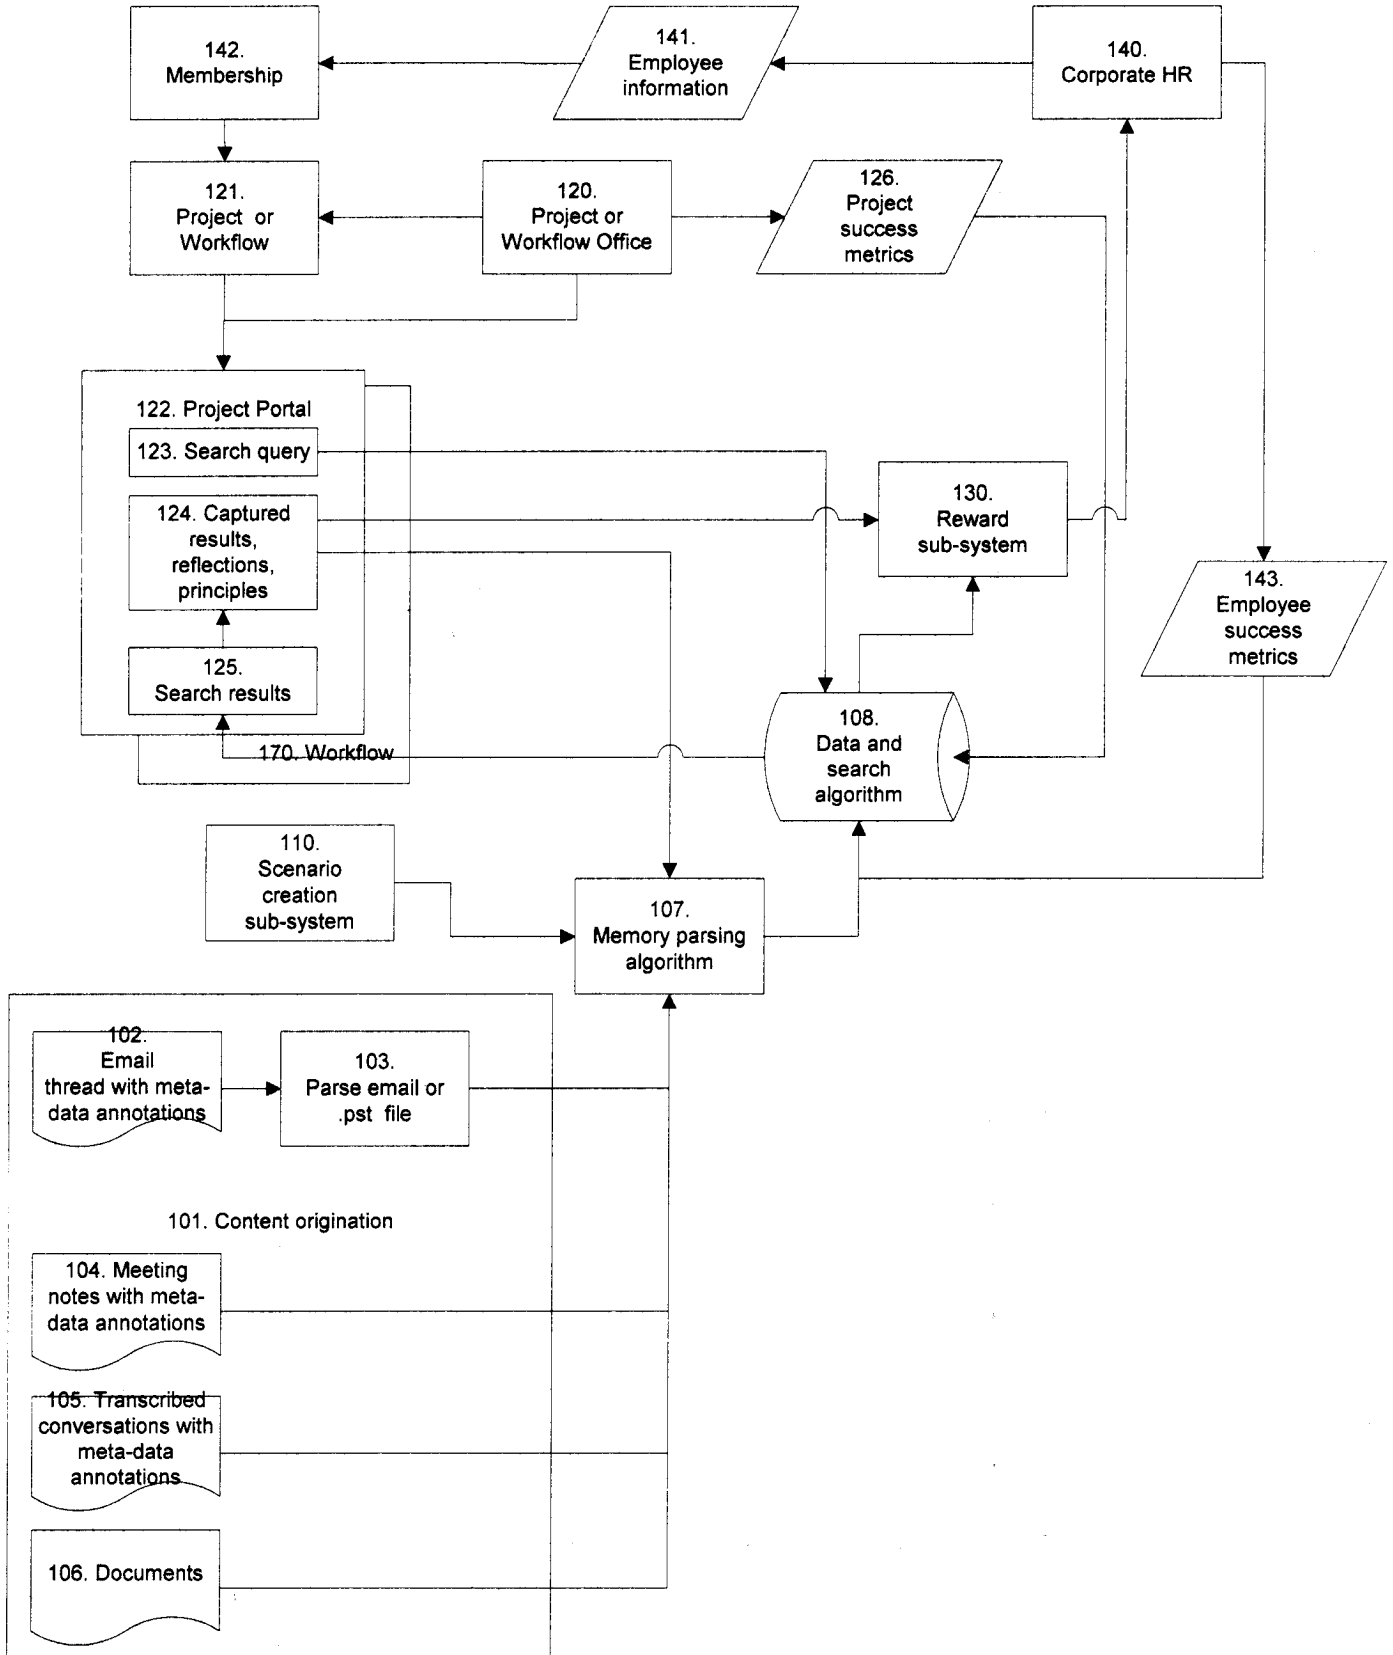 142.
Membership
141.
Employee
information
140.
Corporate HR
121.
Project or
Workflow
120.
Project or
Workflow Office
126.
Project
success
metrics
122. Project Portal
123. Search query
124. Captured
results,
reflections,
principles
125.
Search results
170. Workflow
130.
Reward
sub-system
143.
Employee
success
metrics
108.
Data and
search
algorithm
110.
Scenario
creation
sub-system
107.
Memory parsing
algorithm
102.
Email
thread with meta-
data annotations
103.
Parse email or
.pst file
101. Content origination
104. Meeting
notes with meta-
data annotations
105. Transcribed
conversations with
meta-data
annotations
106. Documents